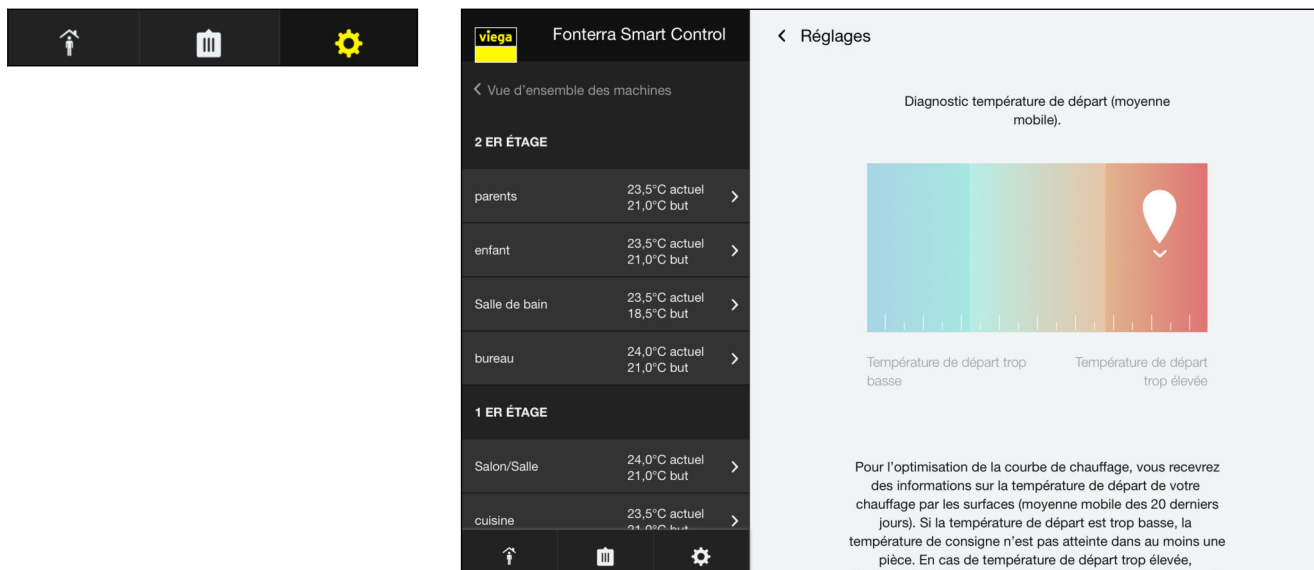 viega
Fonterra Smart Control
Vue d'ensemble des machines
2 ER ÉTAGE
parents
23,5°C actuel
21,0°C but
enfant
23,5°C actuel
21,0°C but
Salle de bain
23,5°C actuel
18,5°C but
bureau
24,0°C actuel
21,0°C but
1 ER ÉTAGE
Salon/Salle
24,0°C actuel
21,0°C but
cuisine
23,5°C actuel
21,0°C but
Réglages
Diagnostic température de départ (moyenne
mobile).
Température de départ trop
basse
Température de départ
trop élevée
Pour l'optimisation de la courbe de chauffage, vous recevrez
des informations sur la température de départ de votre
chauffage par les surfaces (moyenne mobile des 20 derniers
jours). Si la température de départ est trop basse, la
température de consigne n'est pas atteinte dans au moins une
pièce. En cas de température de départ trop élevée,